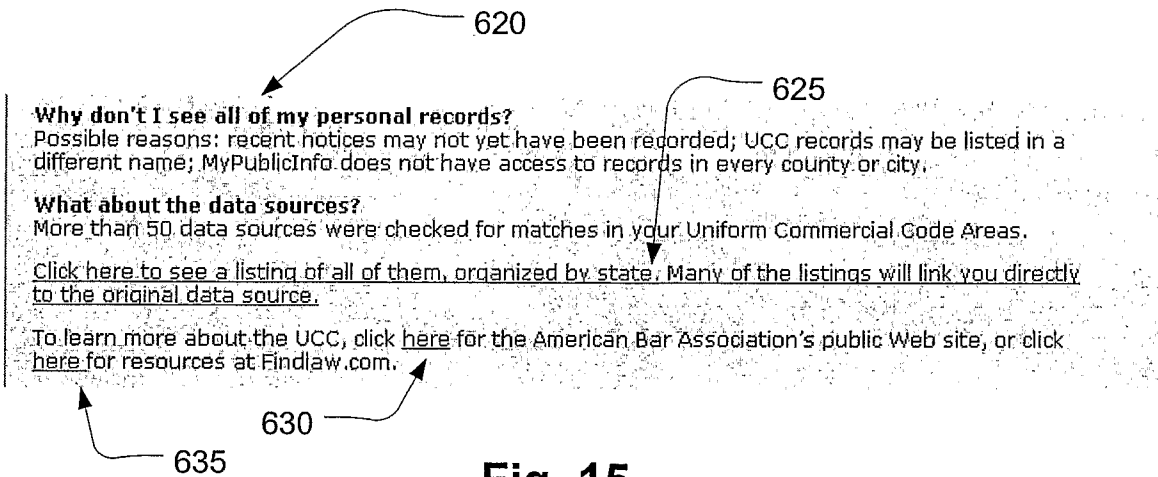 620
625
Why don't I see all of my personal records?
Possible reasons: recent notices may not yet have been recorded; UCC records may be listed in a
different name; MyPublicInfo does not have access to records in every county or city.
What about the data sources?
More than 50 data sources were checked for matches in your Uniform Commercial Code Areas.
Click here to see a listing of all of them, organized by state. Many of the listings will link you directly
to the original data source.
To learn more about the UCC, click here for the American Bar Association's public Web site, or click
here for resources at Findlaw.com.
630
635
Fig. 15